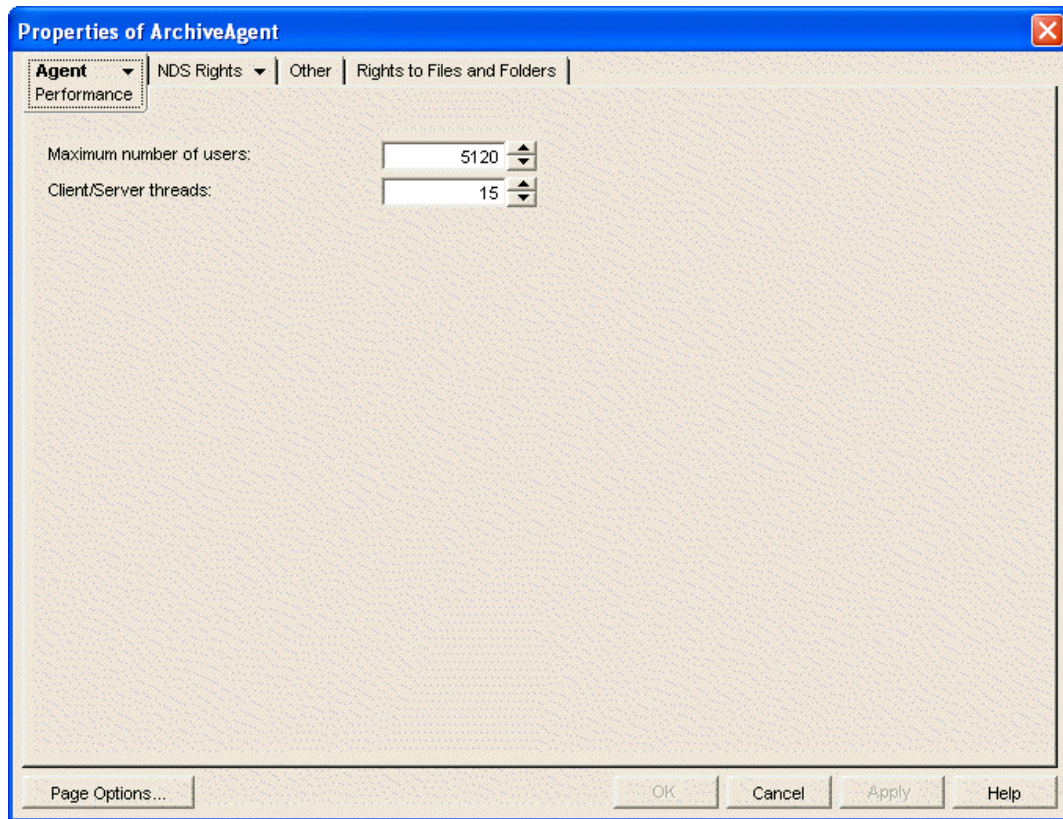 Properties of ArchiveAgent
Agent NDS Rights Other Rights to Files and Folders
Performance
Maximum number of users: 5120
Client/Server threads: 15
Page Options... OK Cancel Apply Help